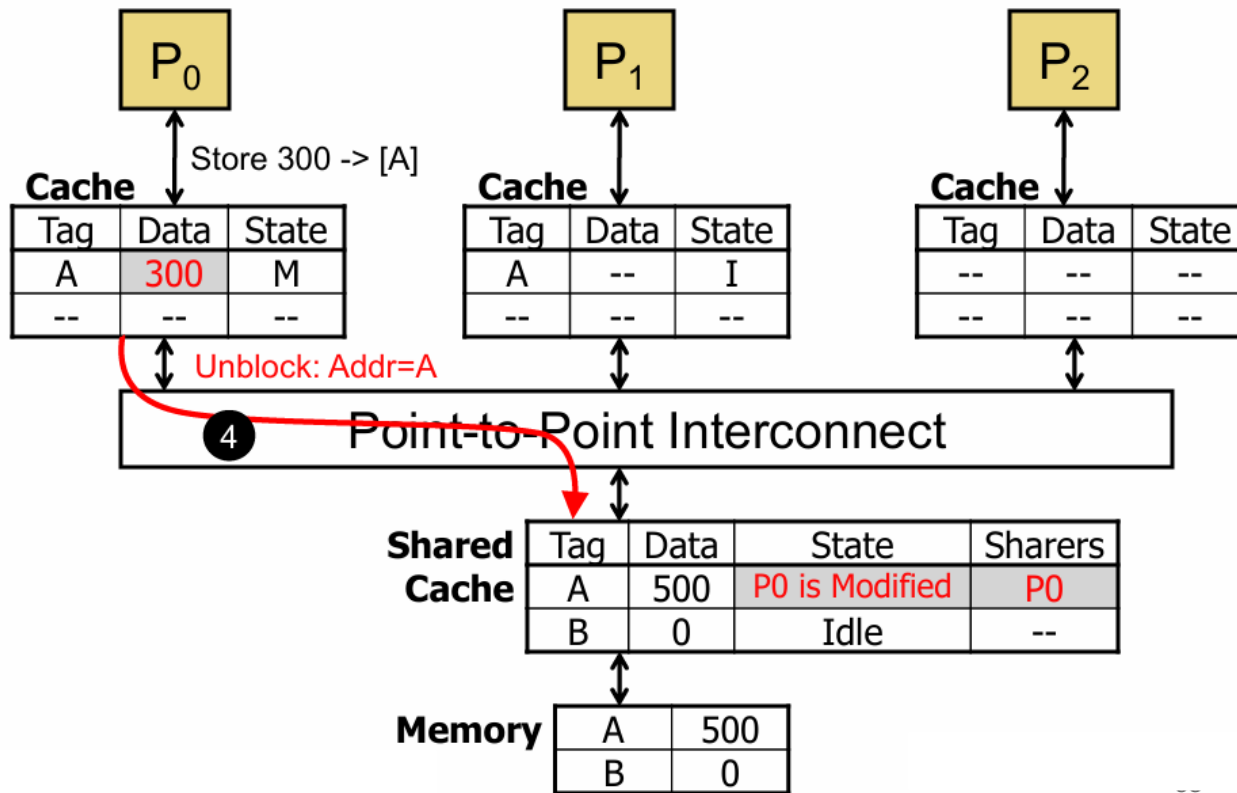 P0 P1 P2
Store 300 -> [A]
Cache Cache Cache
Tag Data State Tag Data State Tag Data State
A 300 M A -- I -- -- --
-- -- -- -- -- -- -- -- --
Unblock: Addr=A
4 Point-to-Point Interconnect
Shared Tag Data State Sharers
Cache A 500 P0 is Modified P0
B 0 Idle --
Memory A 500
B 0